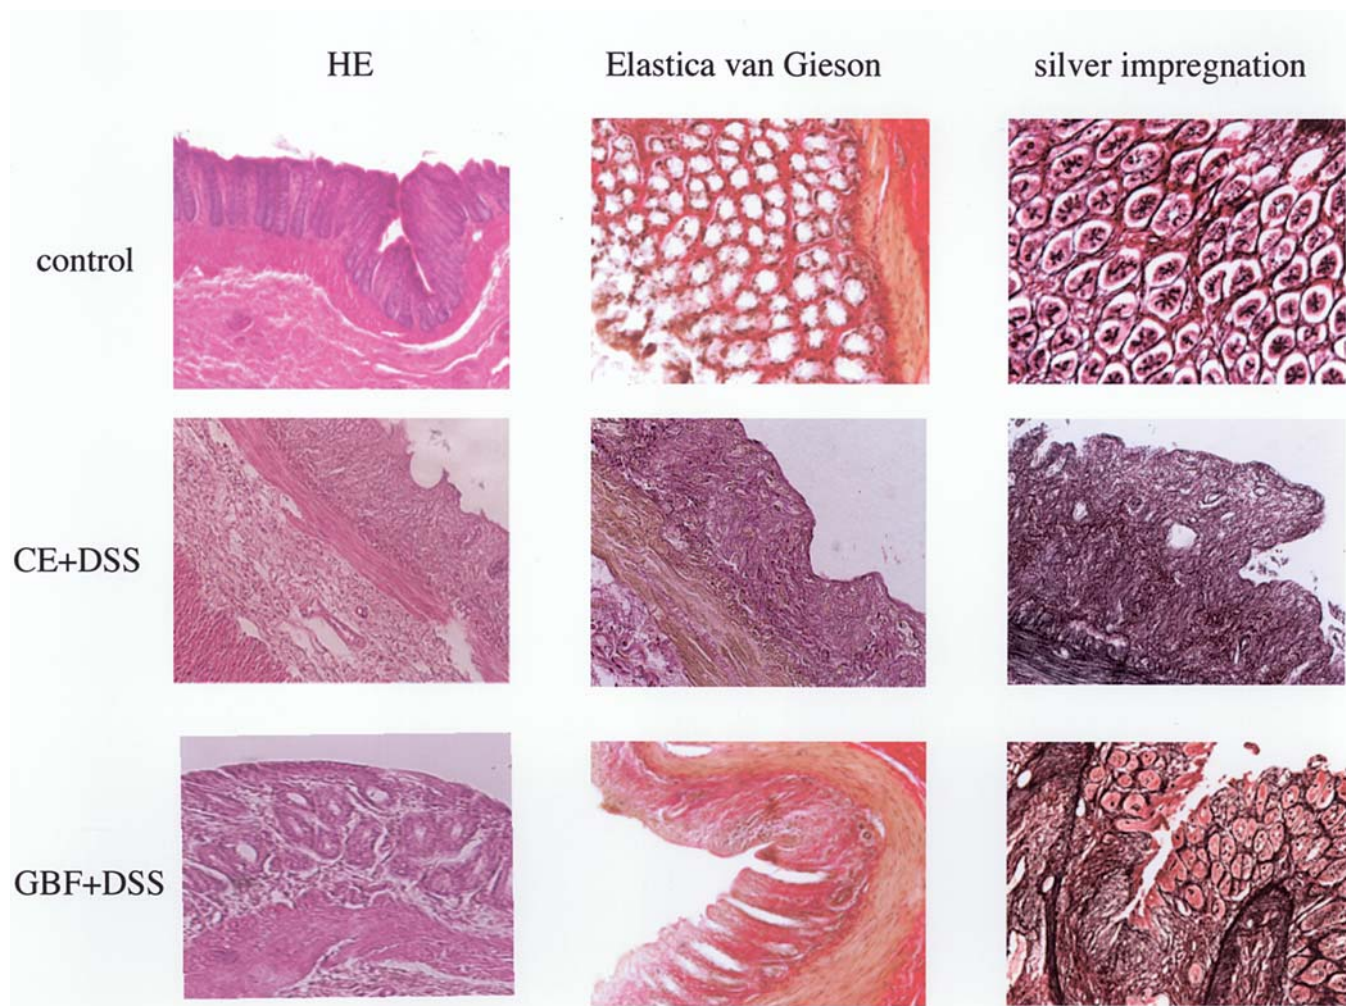 HE
Elastica van Gieson
silver impregnation
control
CE+DSS
GBF+DSS